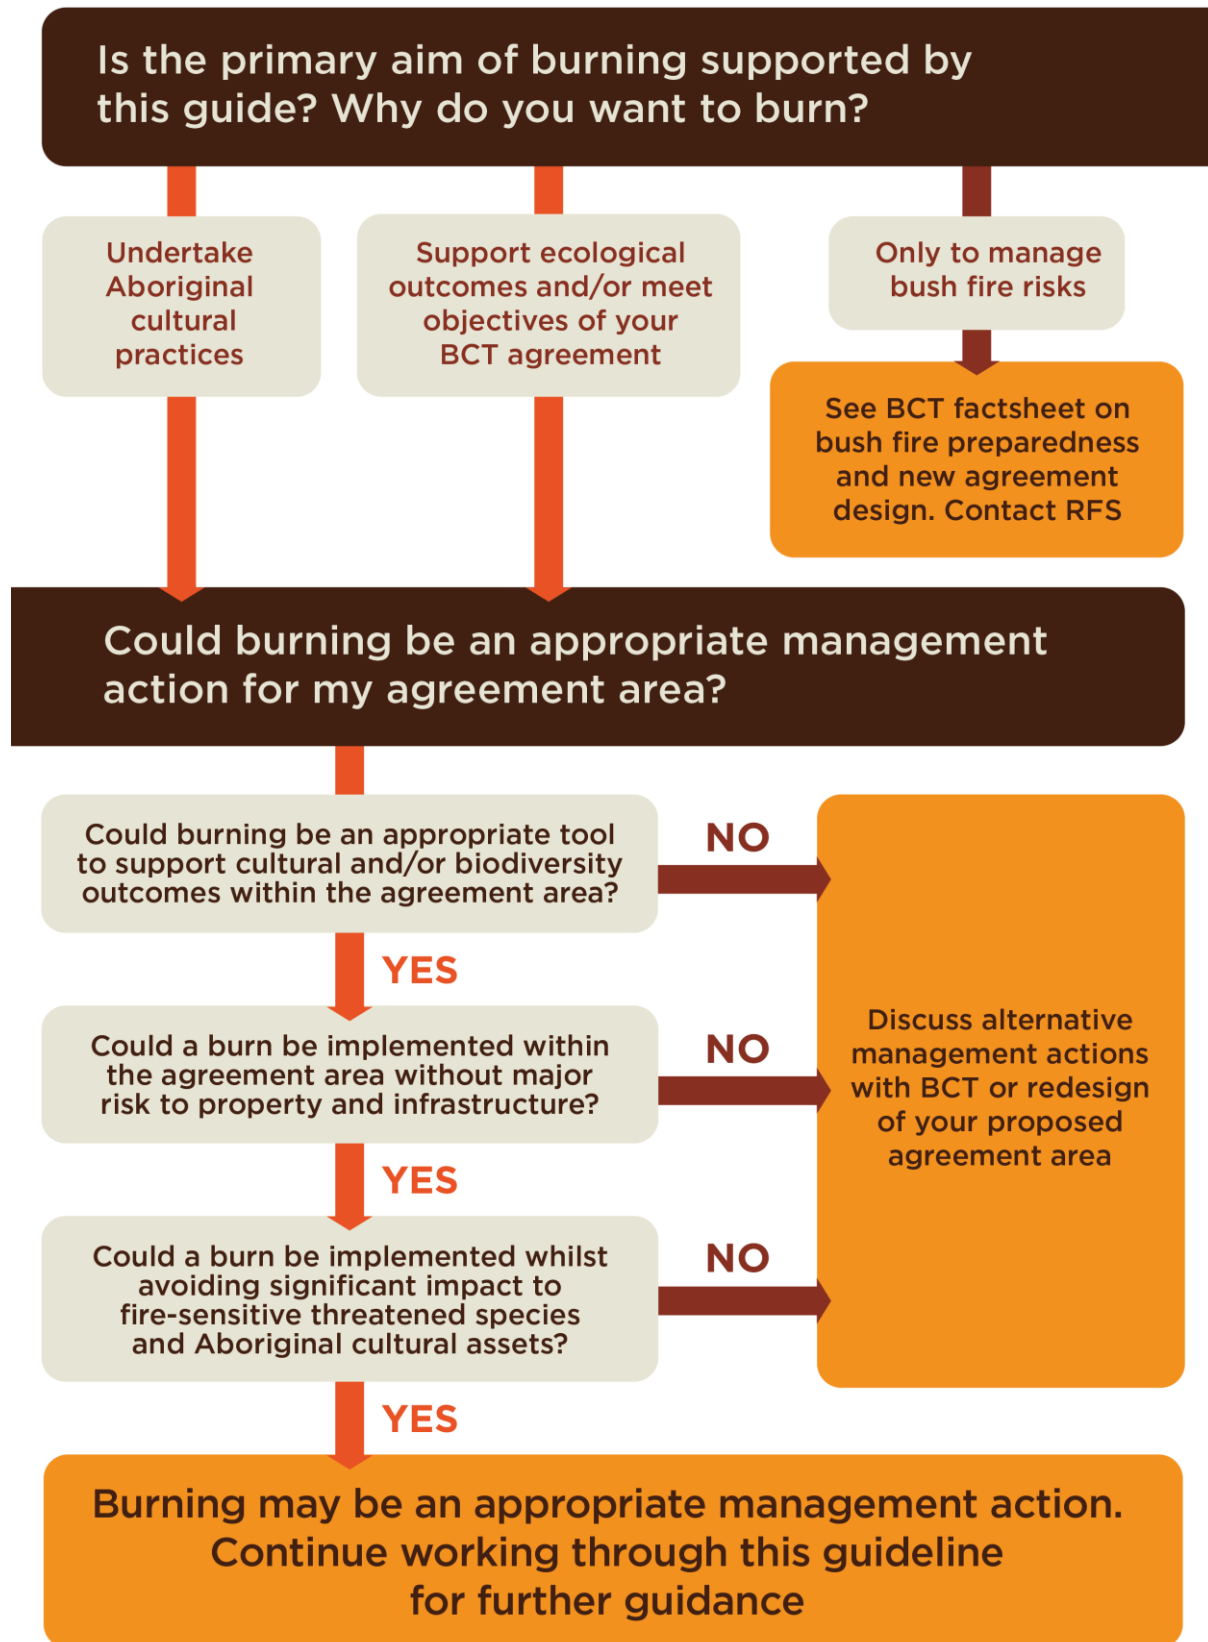 Is the primary aim of burning supported by
this guide? Why do you want to burn?
Undertake
Aboriginal
cultural
practices
Support ecological
outcomes and/or meet
objectives of your
BCT agreement
Only to manage
bush fire risks
See BCT factsheet on
bush fire preparedness
and new agreement
design. Contact RFS
Could burning be an appropriate management
action for my agreement area?
Could burning be an appropriate tool
to support cultural and/or biodiversity
outcomes within the agreement area?
NO
YES
Could a burn be implemented within
the agreement area without major
risk to property and infrastructure?
NO
Discuss alternative
management actions
with BCT or redesign
of your proposed
agreement area
YES
Could a burn be implemented whilst
avoiding significant impact to
fire-sensitive threatened species
and Aboriginal cultural assets?
NO
YES
Burning may be an appropriate management action.
Continue working through this guideline
for further guidance